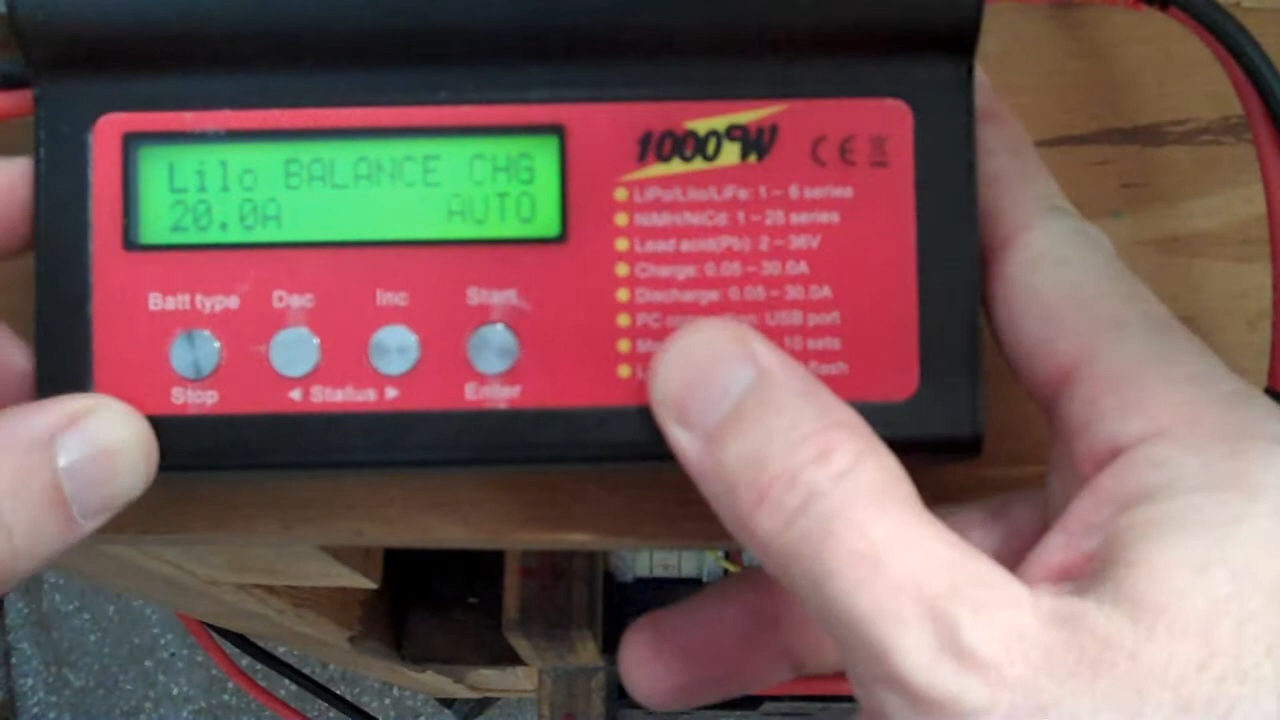 Lilo BALANCE CHG
20.0A AUTO
1000W CE
LiPo/Lilo/LiFe: 1 ~ 6 series
NiMH/NiCd: 1 ~ 25 series
Lead acid(Pb): 2 ~ 36V
Charge: 0.05 ~ 30.0A
Discharge: 0.05 ~ 30.0A
PC USB port
10 sets
Batt type Dec Inc Start
Stop ◄ Status ► Enter